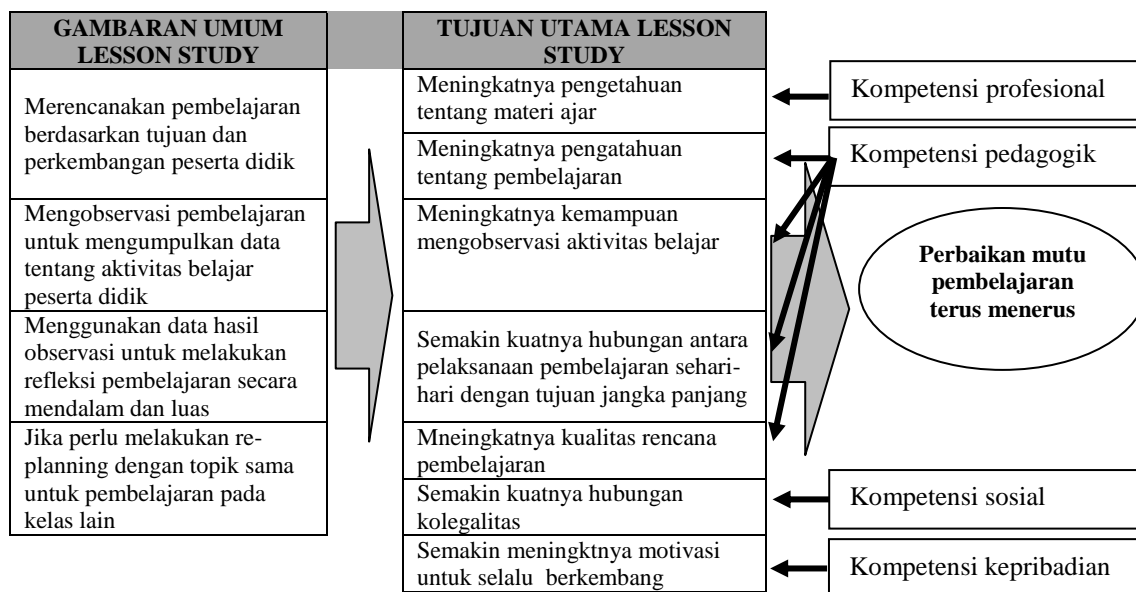 GAMBARAN UMUM
LESSON STUDY
Merencanakan pembelajaran
berdasarkan tujuan dan
perkembangan peserta didik
Mengobservasi pembelajaran
untuk mengumpulkan data
tentang aktivitas belajar
peserta didik
Menggunakan data hasil
observasi untuk melakukan
refleksi pembelajaran secara
mendalam dan luas
Jika perlu melakukan re-
planning dengan topik sama
untuk pembelajaran pada
kelas lain
TUJUAN UTAMA LESSON
STUDY
Meningkatnya pengetahuan
tentang materi ajar
Meningkatnya pengatahuan
tentang pembelajaran
Meningkatnya kemampuan
mengobservasi aktivitas belajar
Semakin kuatnya hubungan antara
pelaksanaan pembelajaran sehari-
hari dengan tujuan jangka panjang
Mneingkatnya kualitas rencana
pembelajaran
Semakin kuatnya hubungan
kolegalitas
Semakin meningktnya motivasi
untuk selalu berkembang
Kompetensi profesional
Kompetensi pedagogik
Perbaikan mutu
pembelajaran
terus menerus
Kompetensi sosial
Kompetensi kepribadian